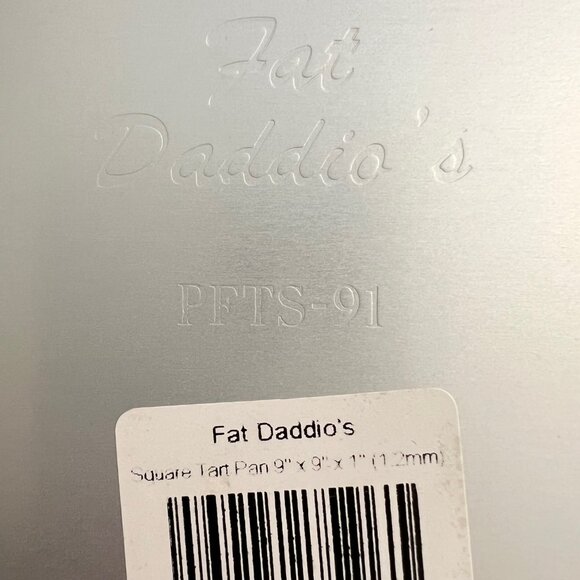 Fat
Daddio's
PFTS-91
Fat Daddio's
Square Tart Pan 9" x 9" x 1" (1.2mm)